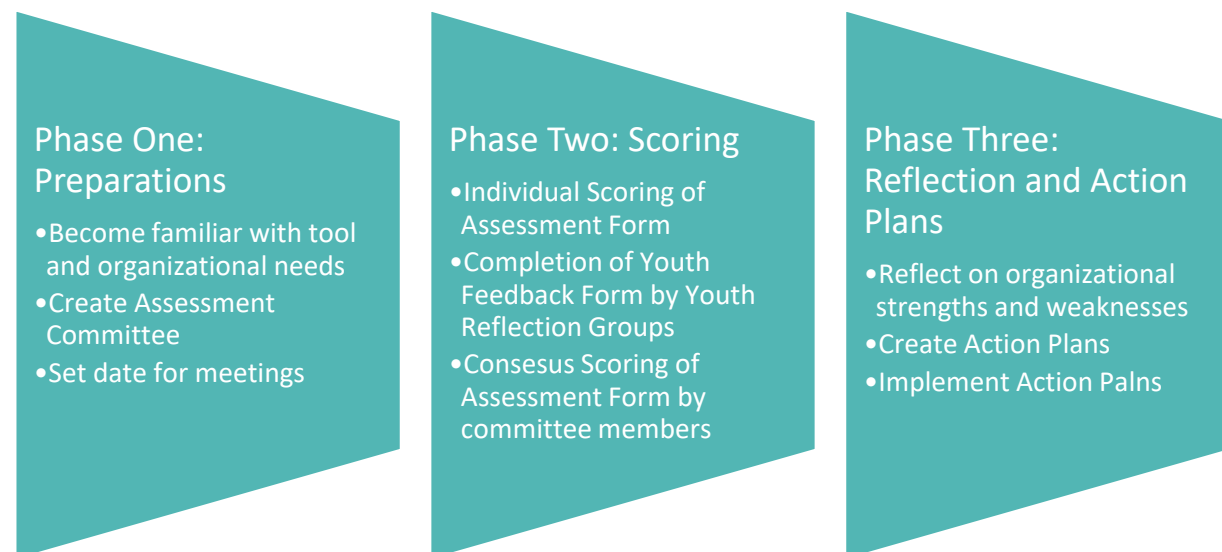 Phase One:
Preparations
•Become familiar with tool
and organizational needs
•Create Assessment
Committee
•Set date for meetings
Phase Two: Scoring
•Individual Scoring of
Assessment Form
•Completion of Youth
Feedback Form by Youth
Reflection Groups
•Consesus Scoring of
Assessment Form by
committee members
Phase Three:
Reflection and Action
Plans
•Reflect on organizational
strengths and weaknesses
•Create Action Plans
•Implement Action Palns